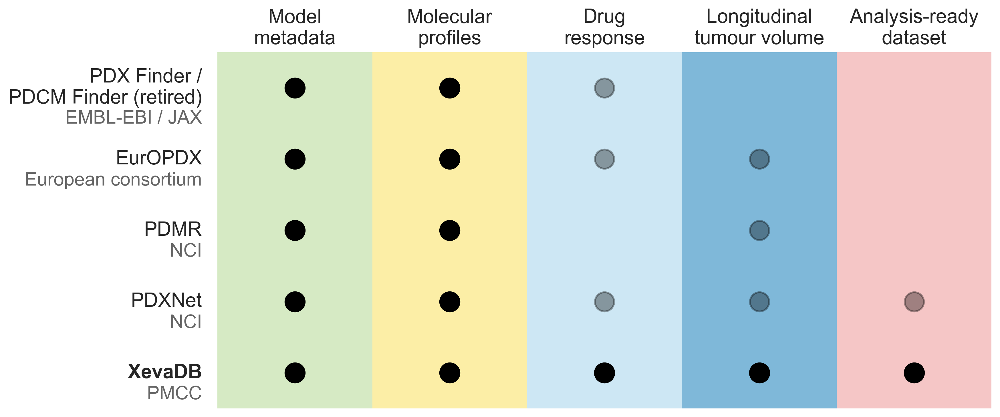 Model
metadata
Molecular
profiles
Drug
response
Longitudinal
tumour volume
Analysis-ready
dataset
PDX Finder /
PDCM Finder (retired)
EMBL-EBI / JAX
EurOPDX
European consortium
PDMR
NCI
PDXNet
NCI
XevaDB
PMCC